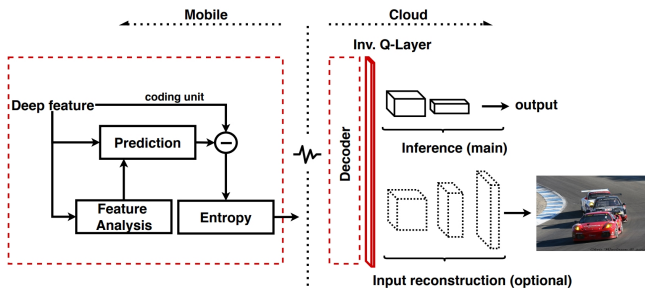 Mobile
Cloud
Inv. Q-Layer
Deep feature
coding unit
Prediction
Feature
Analysis
Entropy
Decoder
output
Inference (main)
Input reconstruction (optional)